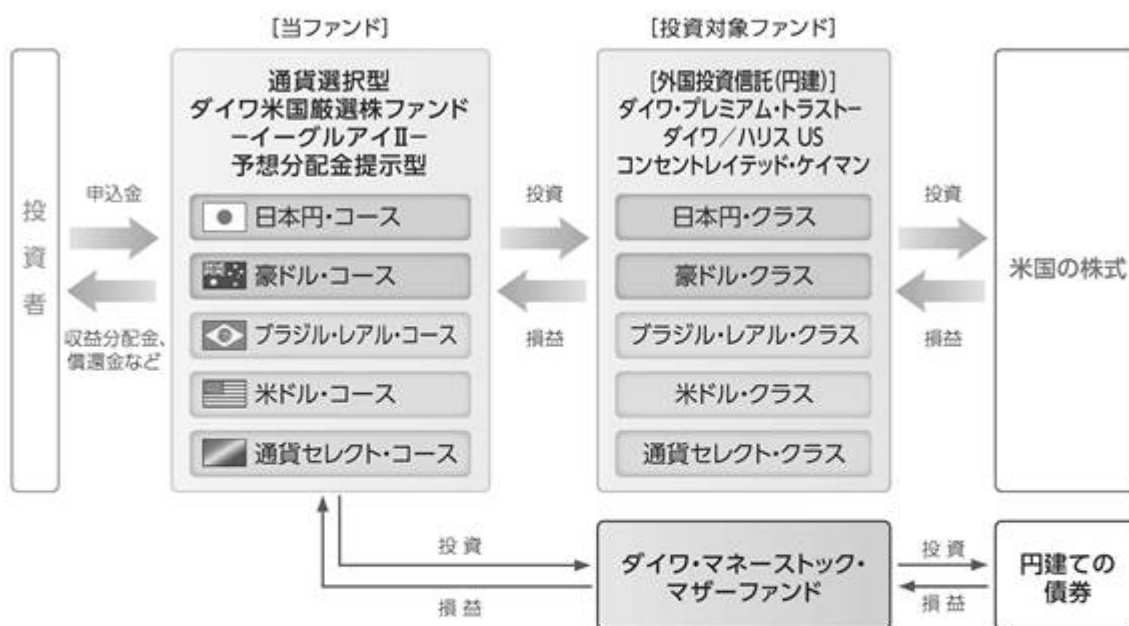 [当ファンド]
[投資対象ファンド]
投資者
申込金
収益分配金、
償還金など
通貨選択型
ダイワ米国厳選株ファンド
－イーグルアイⅡ－
予想分配金提示型
日本円・コース
豪ドル・コース
ブラジル・レアル・コース
米ドル・コース
通貨セレクト・コース
投資
損益
[外国投資信託(円建)]
ダイワ・プレミアム・トラスト－
ダイワ／ハリス US
コンセントレイテッド・ケイマン
日本円・クラス
豪ドル・クラス
ブラジル・レアル・クラス
米ドル・クラス
通貨セレクト・クラス
投資
損益
米国の株式
投資
損益
ダイワ・マネーストック・
マザーファンド
投資
損益
円建ての
債券